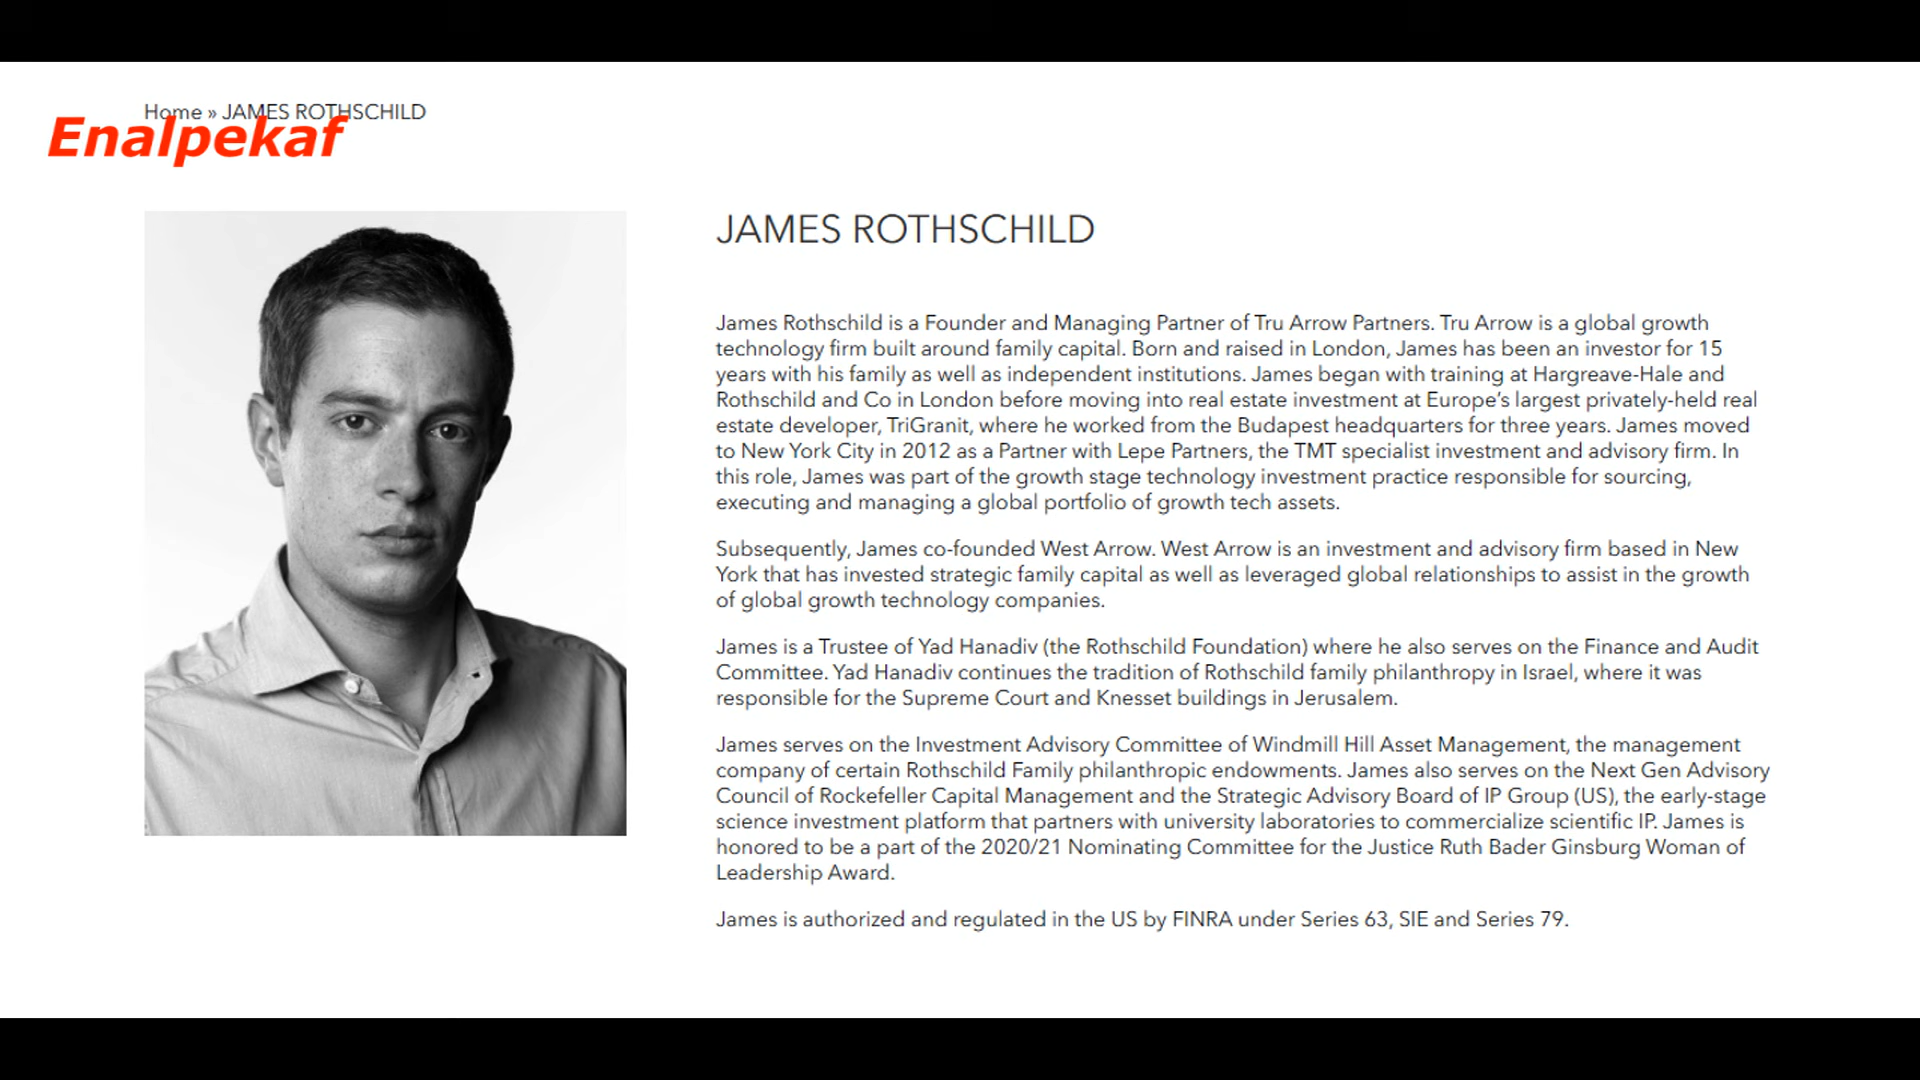 Home » JAMES ROTHSCHILD
Enalpekaf
JAMES ROTHSCHILD
James Rothschild is a Founder and Managing Partner of Tru Arrow Partners. Tru Arrow is a global growth
technology firm built around family capital. Born and raised in London, James has been an investor for 15
years with his family as well as independent institutions. James began with training at Hargreave-Hale and
Rothschild and Co in London before moving into real estate investment at Europe’s largest privately-held real
estate developer, TriGranit, where he worked from the Budapest headquarters for three years. James moved
to New York City in 2012 as a Partner with Lepe Partners, the TMT specialist investment and advisory firm. In
this role, James was part of the growth stage technology investment practice responsible for sourcing,
executing and managing a global portfolio of growth tech assets.
Subsequently, James co-founded West Arrow. West Arrow is an investment and advisory firm based in New
York that has invested strategic family capital as well as leveraged global relationships to assist in the growth
of global growth technology companies.
James is a Trustee of Yad Hanadiv (the Rothschild Foundation) where he also serves on the Finance and Audit
Committee. Yad Hanadiv continues the tradition of Rothschild family philanthropy in Israel, where it was
responsible for the Supreme Court and Knesset buildings in Jerusalem.
James serves on the Investment Advisory Committee of Windmill Hill Asset Management, the management
company of certain Rothschild Family philanthropic endowments. James also serves on the Next Gen Advisory
Council of Rockefeller Capital Management and the Strategic Advisory Board of IP Group (US), the early-stage
science investment platform that partners with university laboratories to commercialize scientific IP. James is
honored to be a part of the 2020/21 Nominating Committee for the Justice Ruth Bader Ginsburg Woman of
Leadership Award.
James is authorized and regulated in the US by FINRA under Series 63, SIE and Series 79.